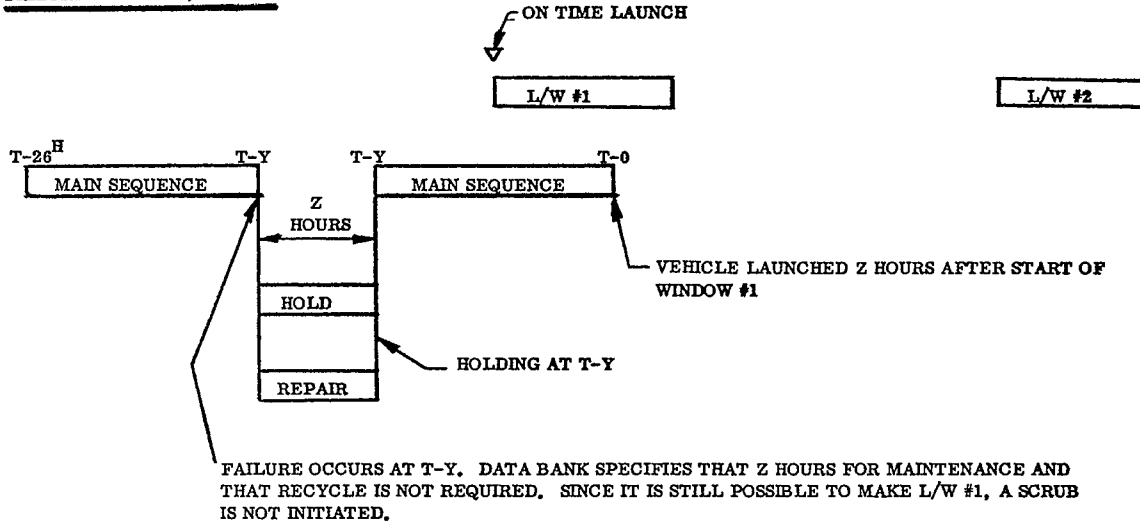 ON TIME LAUNCH
L/W #1
L/W #2
T-26H
T-Y
T-Y
T-0
MAIN SEQUENCE
MAIN SEQUENCE
Z
HOURS
VEHICLE LAUNCHED Z HOURS AFTER START OF
WINDOW #1
HOLD
HOLDING AT T-Y
REPAIR
FAILURE OCCURS AT T-Y. DATA BANK SPECIFIES THAT Z HOURS FOR MAINTENANCE AND
THAT RECYCLE IS NOT REQUIRED. SINCE IT IS STILL POSSIBLE TO MAKE L/W #1, A SCRUB
IS NOT INITIATED.